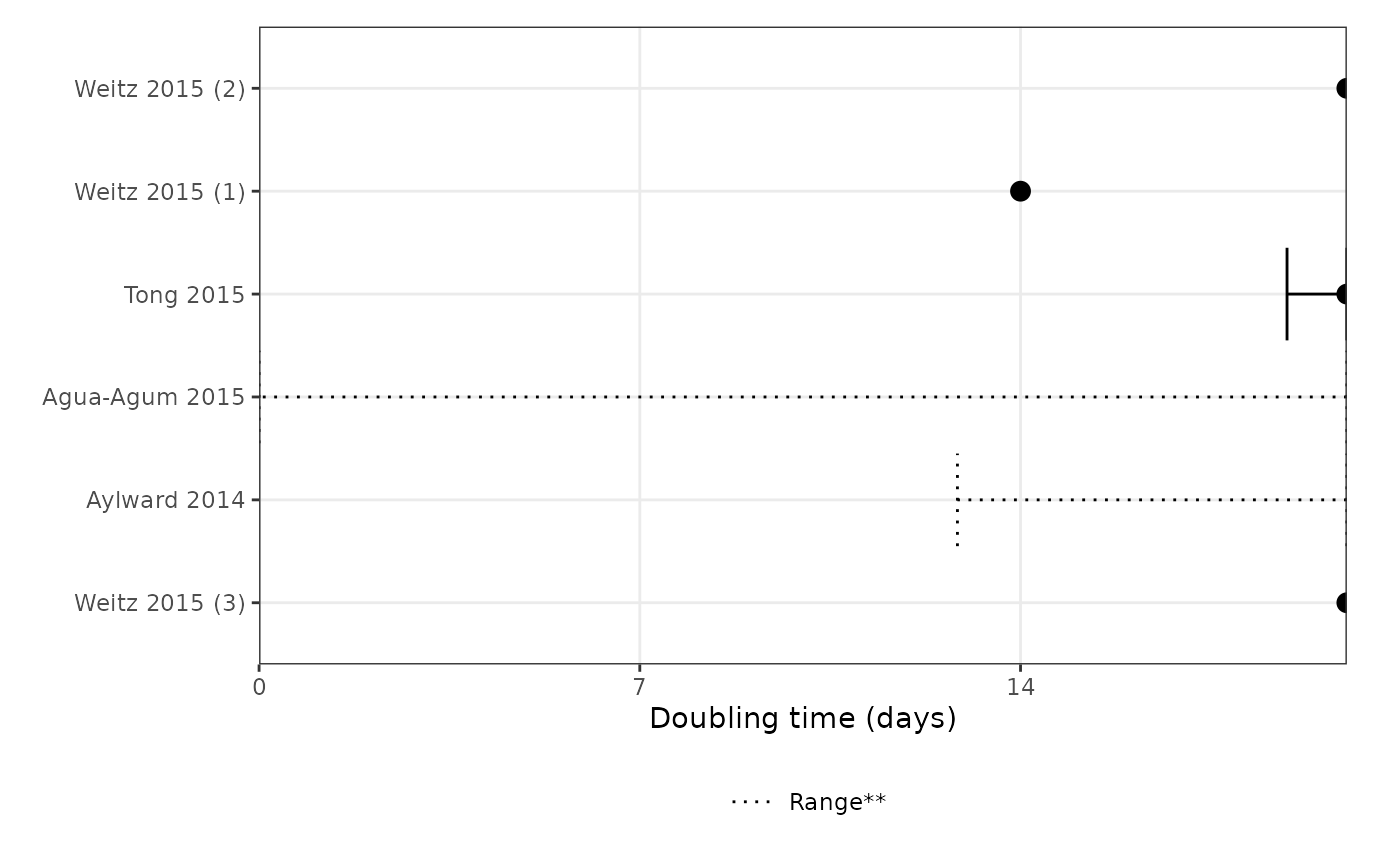 Weitz 2015 (2)
Weitz 2015 (1)
Tong 2015
Agua-Agum 2015
Aylward 2014
Weitz 2015 (3)
0 7 14
Doubling time (days)
Range**